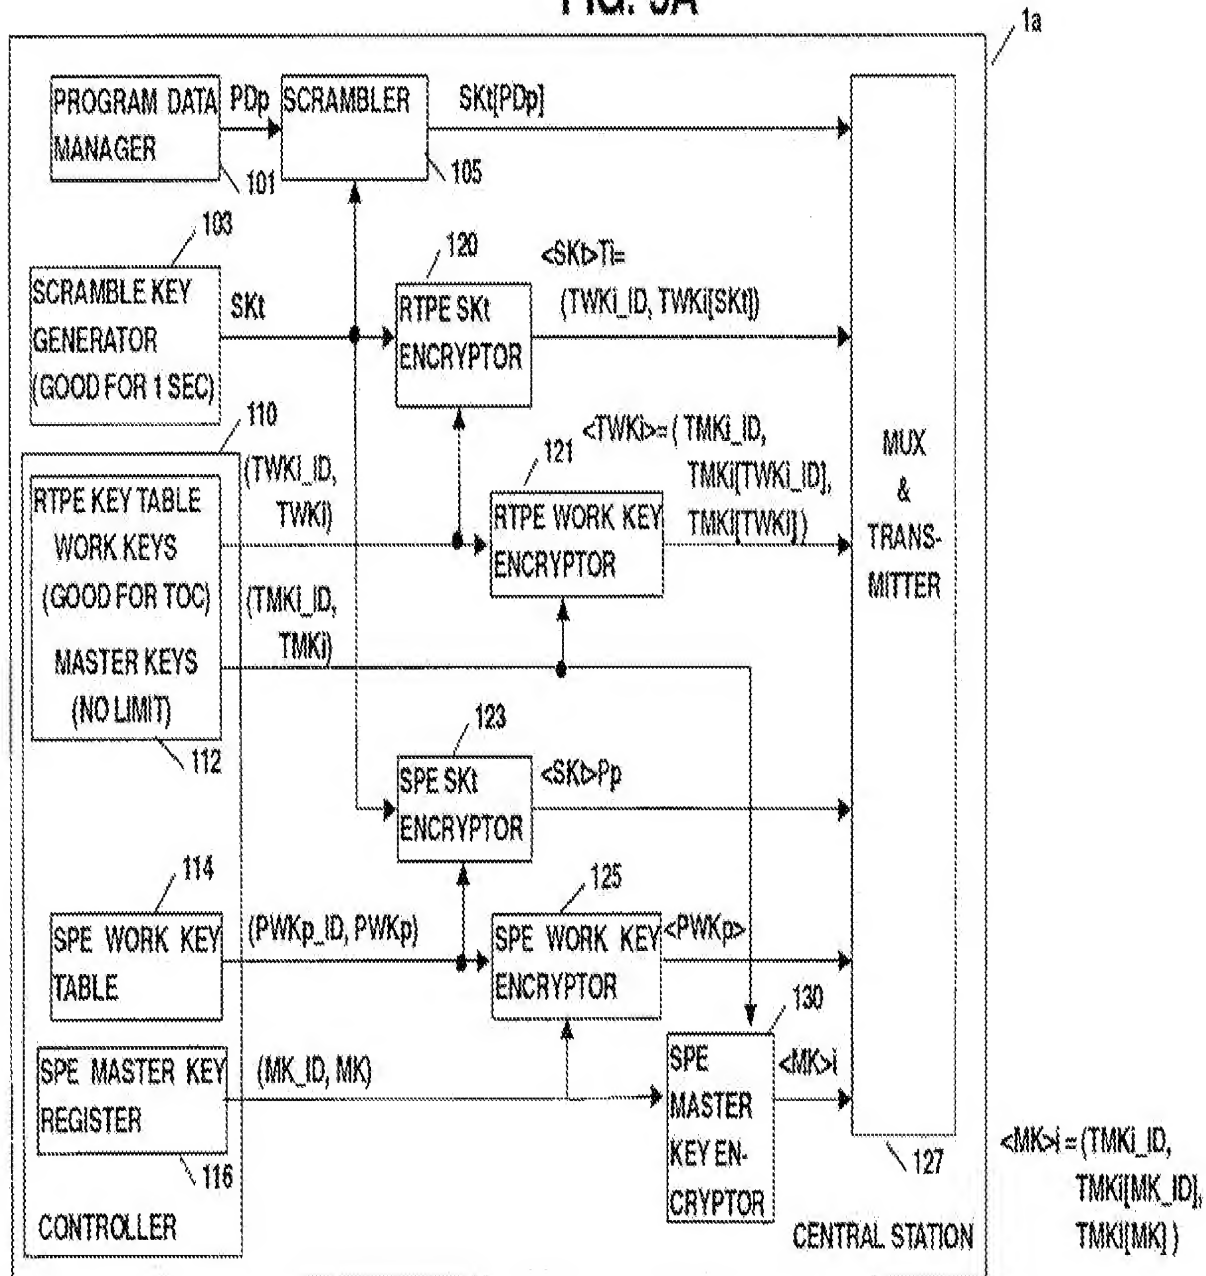 FIG. 9A
1a
PROGRAM DATA
MANAGER
101
PDp
SCRAMBLER
105
SKt[PDp]
103
SCRAMBLE KEY
GENERATOR
(GOOD FOR 1 SEC)
SKt
120
RTPE SKt
ENCRYPTOR
<SKt>Ti=
(TWKi_ID, TWKi[SKt])
110
RTPE KEY TABLE
WORK KEYS
(GOOD FOR TOC)
MASTER KEYS
(NO LIMIT)
112
(TWKi_ID,
TWKi)
(TMKi_ID,
TMKi)
121
RTPE WORK KEY
ENCRYPTOR
<TWKi>=( TMKi_ID,
TMKi[TWKi_ID],
TMKi[TWKi] )
MUX
&
TRANS-
MITTER
123
SPE SKt
ENCRYPTOR
<SKt>Pp
114
SPE WORK KEY
TABLE
(PWKp_ID, PWKp)
125
SPE WORK KEY
ENCRYPTOR
<PWKp>
SPE MASTER KEY
REGISTER
116
(MK_ID, MK)
130
SPE
MASTER
KEY EN-
CRYPTOR
<MK>i
127
CONTROLLER
CENTRAL STATION
<MK>i = (TMKi_ID,
TMKi[MK_ID],
TMKi[MK] )